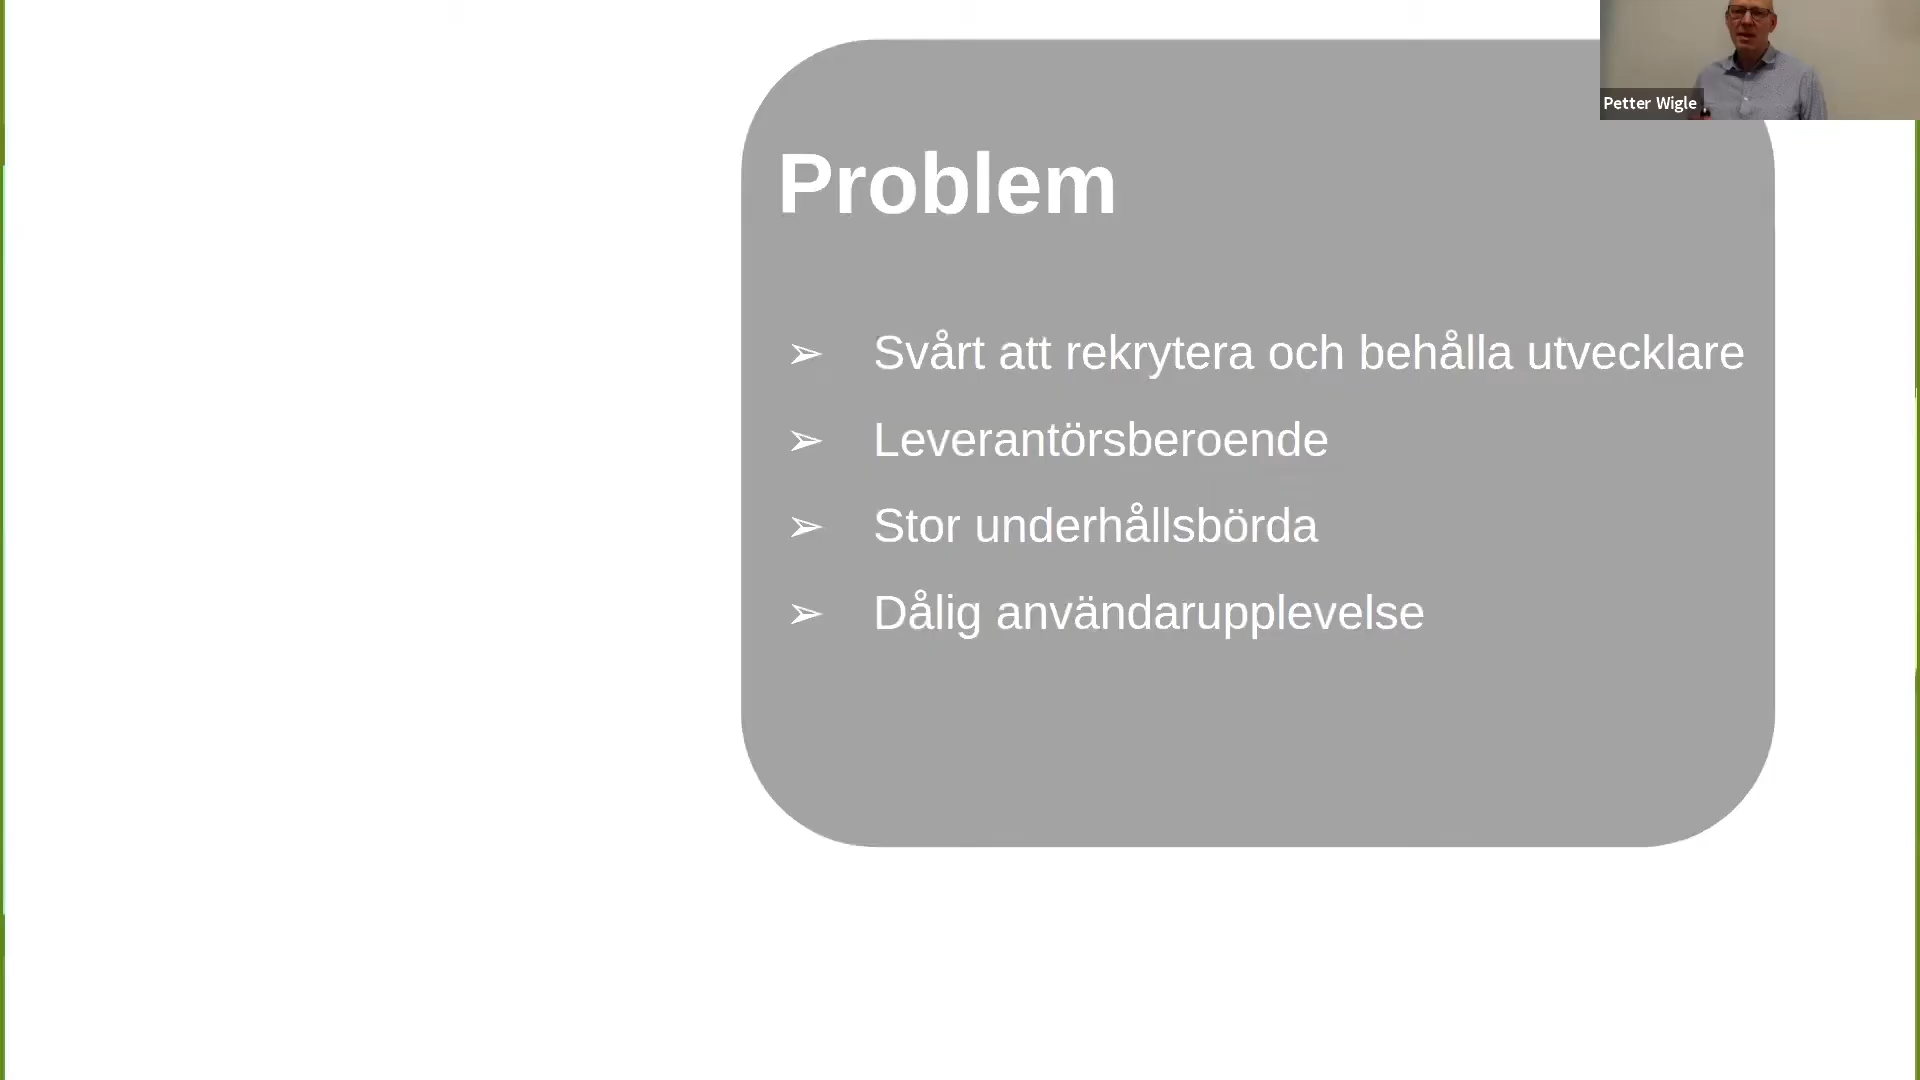 Petter Wigle
Problem
➢ Svårt att rekrytera och behålla utvecklare
➢ Leverantörsberoende
➢ Stor underhållsbörda
➢ Dålig användarupplevelse